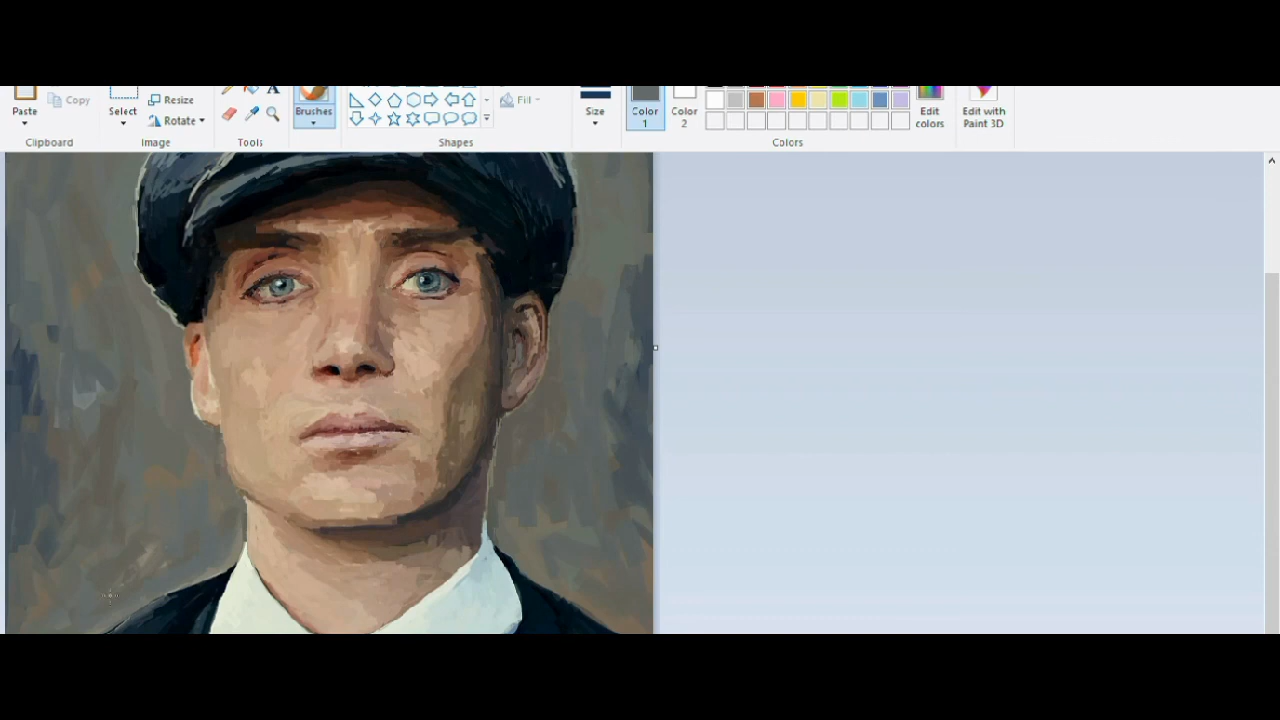 Copy
Resize
A
Paste
Select
Rotate
Brushes
Fill
Size
Color
1
Color
2
Edit
colors
Edit with
Paint 3D
Clipboard
Image
Tools
Shapes
Colors